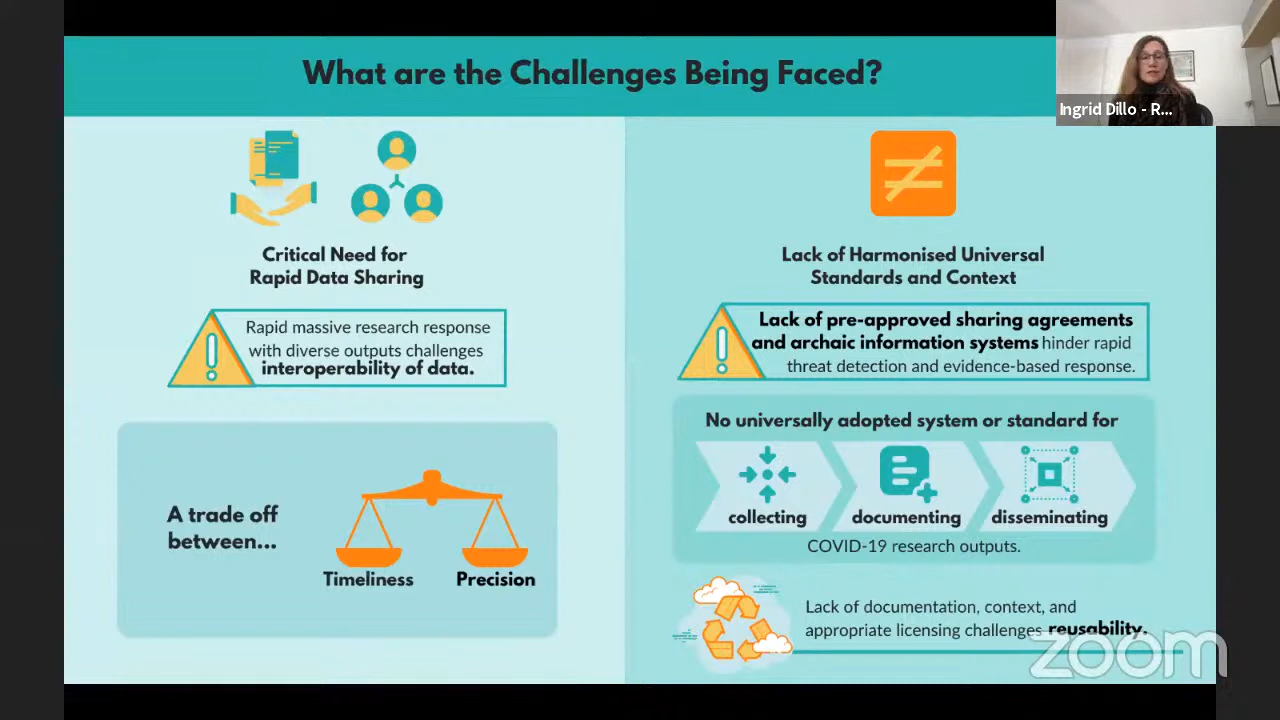 What are the Challenges Being Faced?
Ingrid Dillo - R...
Critical Need for
Rapid Data Sharing
Rapid massive research response
with diverse outputs challenges
interoperability of data.
A trade off
between...
Timeliness
Precision
Lack of Harmonised Universal
Standards and Context
Lack of pre-approved sharing agreements
and archaic information systems hinder rapid
threat detection and evidence-based response.
No universally adopted system or standard for
collecting
documenting
disseminating
COVID-19 research outputs.
Lack of documentation, context, and
appropriate licensing challenges reusability.
zoom